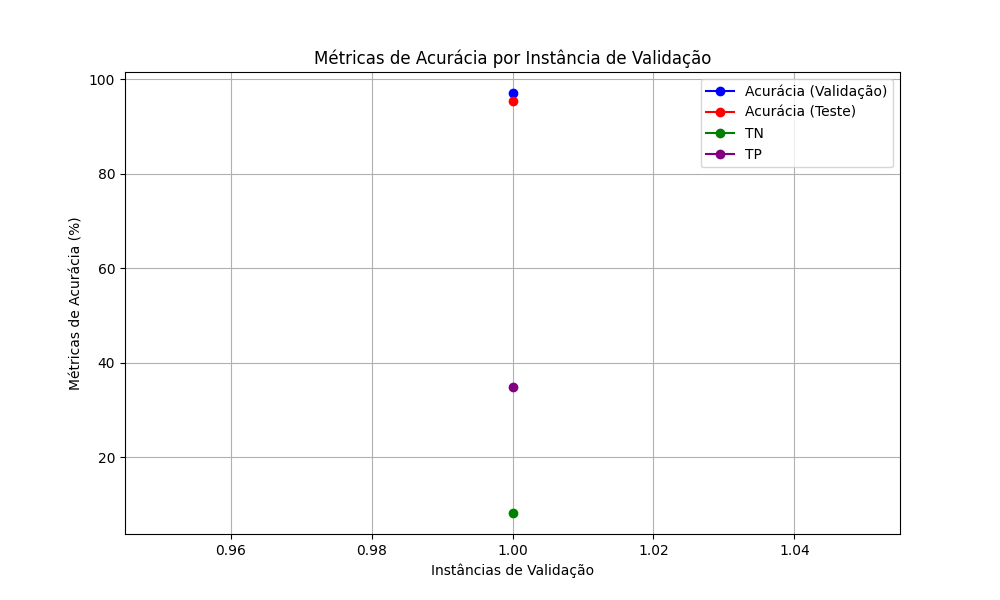 Métricas de Acurácia por Instância de Validação
Métricas de Acurácia (%)
100
80
60
40
20
Acurácia (Validação)
Acurácia (Teste)
TN
TP
0.96
0.98
1.00
1.02
1.04
Instâncias de Validação